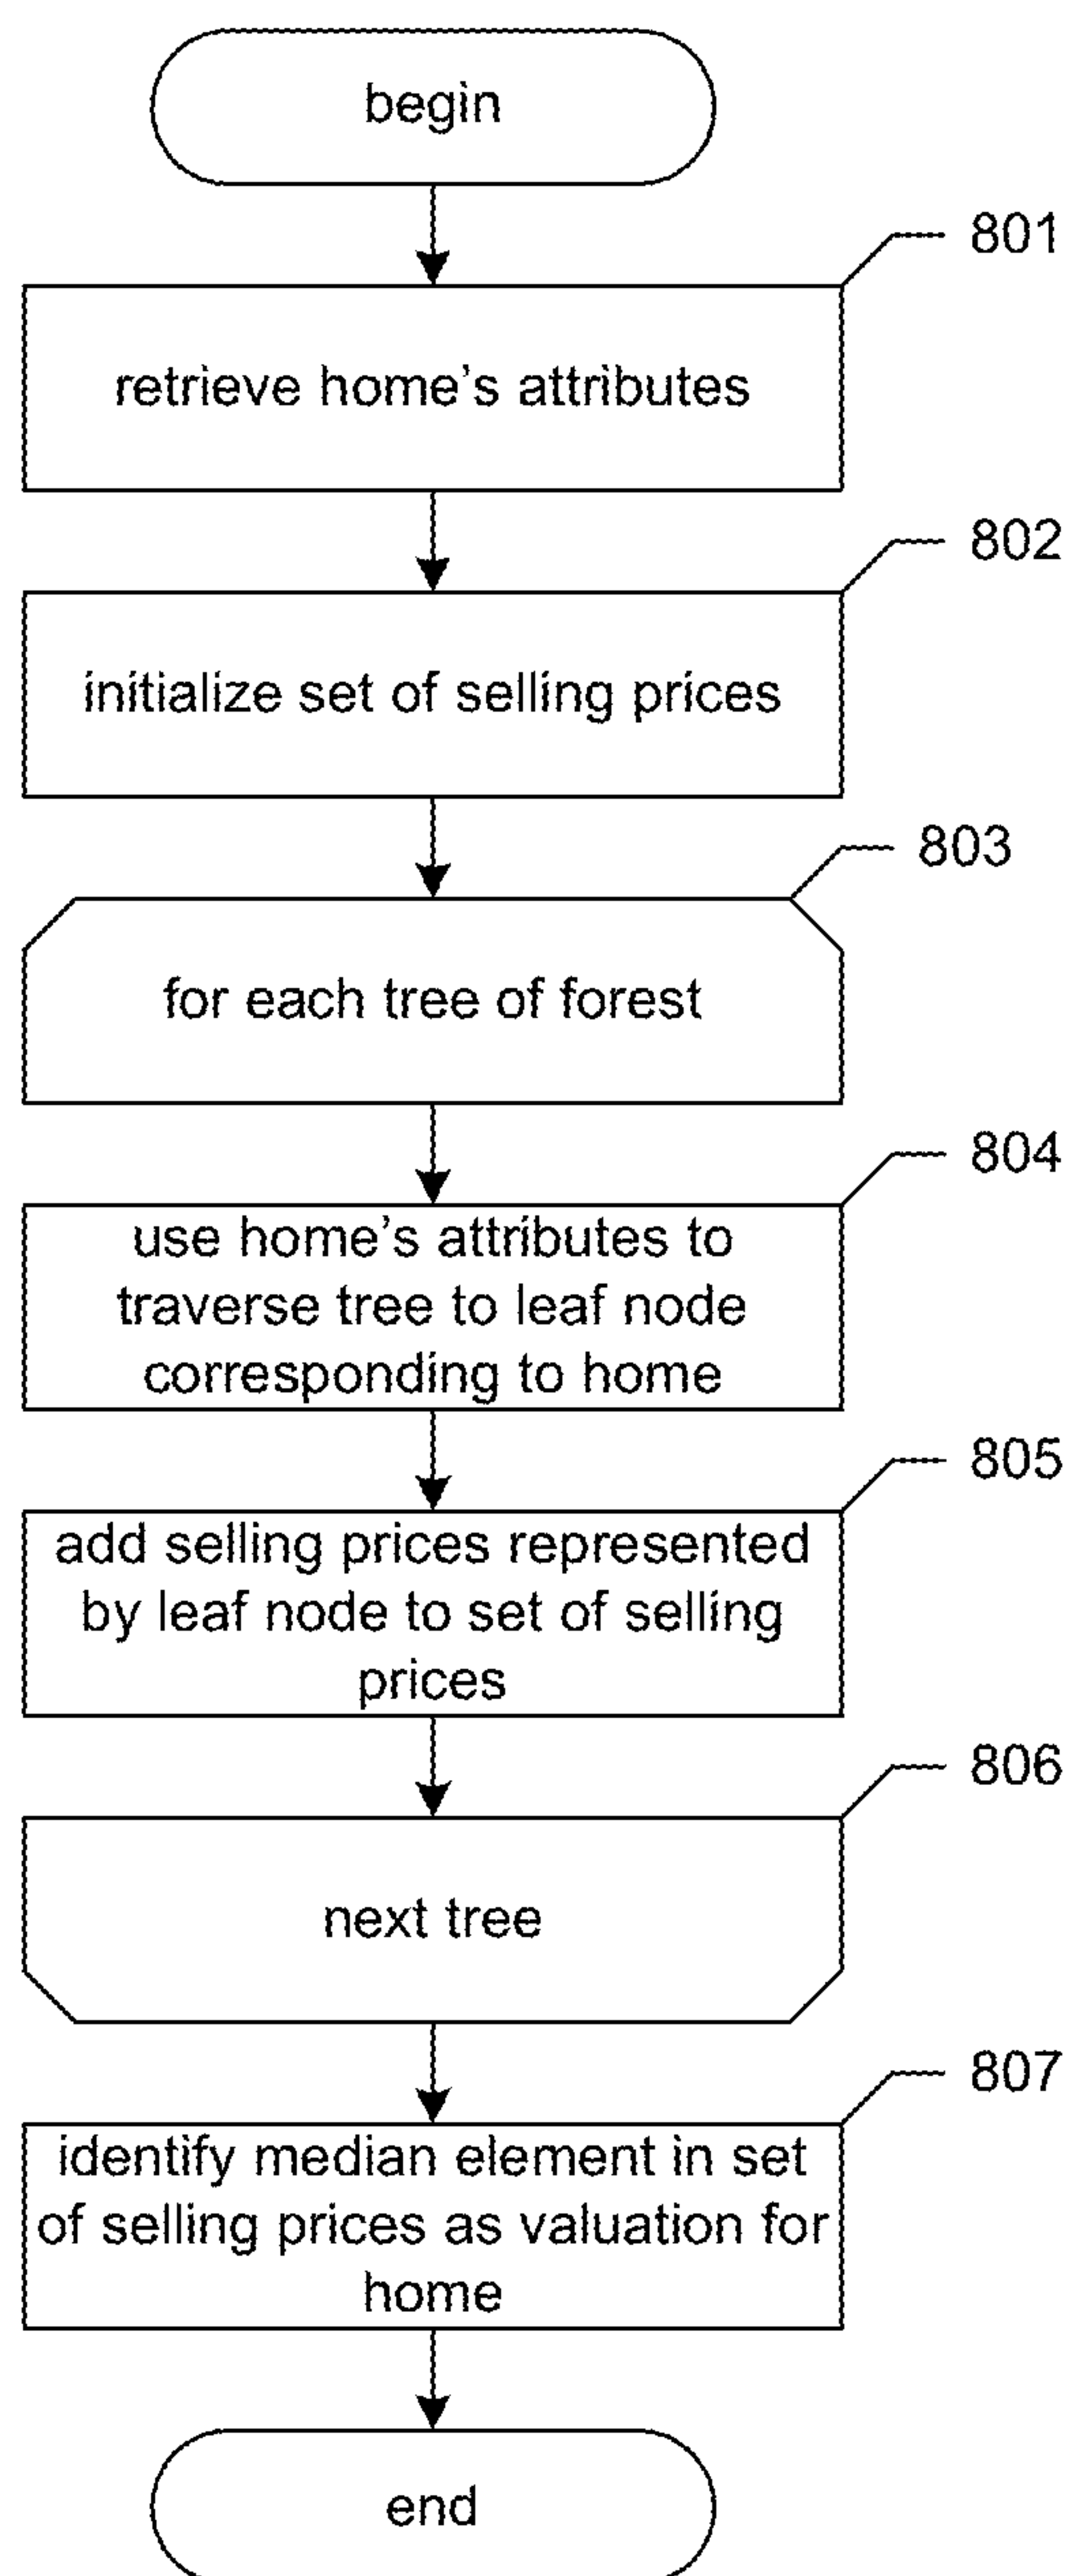 begin
801
retrieve home's attributes
802
initialize set of selling prices
803
for each tree of forest
804
use home's attributes to
traverse tree to leaf node
corresponding to home
805
add selling prices represented
by leaf node to set of selling
prices
806
next tree
807
identify median element in set
of selling prices as valuation for
home
end